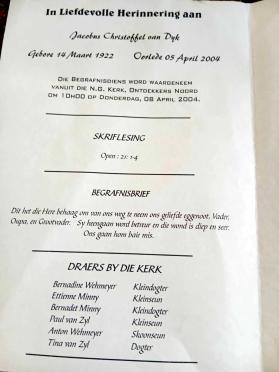 In Liefdevolle Herinnering aan
Jacobus Christoffel van Dyk
Gebore 14 Maart 1922 Oorlede 05 April 2004
DIE BEGRAFNISDIENS WORD WAARGENEEM
VANUIT DIE N.G. KERK, ONTDEKKERS NOORD
OM 10H00 OP DONDERDAG, 08 APRIL 2004.
SKRIFLESING
Open : 21: 1-4
BEGRAFNISBRIEF
Dit het die Here behaag om van ons weg te neem ons geliefde eggenoot, Vader,
Oupa, en Grootvader. Sy heengaan word betreur en die wond is diep en seer.
Ons gaan hom baie mis.
DRAERS BY DIE KERK
Bernadine Wehmeyer Kleindogter
Ettienne Minny Kleinseun
Bernadet Minny Kleindogter
Paul van Zyl Kleinseun
Anton Wehmeyer Skoonseun
Tina van Zyl Dogter